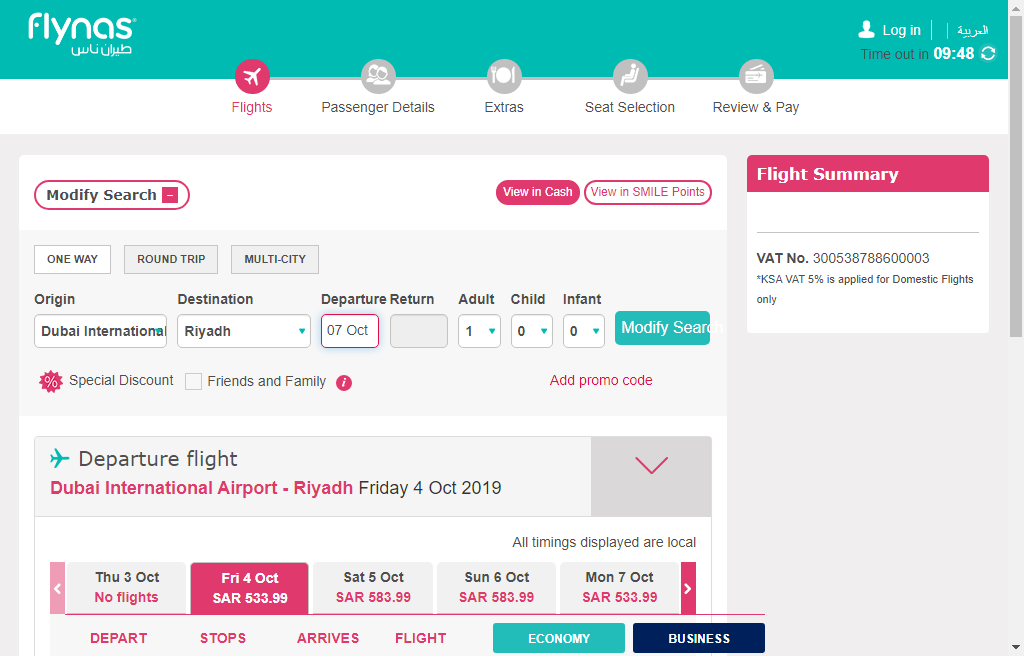 flynas
طيران ناس
Log in
العربية
Time out in 09:48
Flights
Passenger Details
Extras
Seat Selection
Review & Pay
Modify Search
View in Cash
View in SMILE Points
Flight Summary
VAT No. 300538788600003
*KSA VAT 5% is applied for Domestic Flights
only
ONE WAY
ROUND TRIP
MULTI-CITY
Origin
Destination
Departure
Return
Adult
Child
Infant
Dubai International
Riyadh
07 Oct
1
0
0
Modify Search
Special Discount
Friends and Family
i
Add promo code
Departure flight
Dubai International Airport - Riyadh Friday 4 Oct 2019
All timings displayed are local
Thu 3 Oct
No flights
Fri 4 Oct
SAR 533.99
Sat 5 Oct
SAR 583.99
Sun 6 Oct
SAR 583.99
Mon 7 Oct
SAR 533.99
DEPART
STOPS
ARRIVES
FLIGHT
ECONOMY
BUSINESS